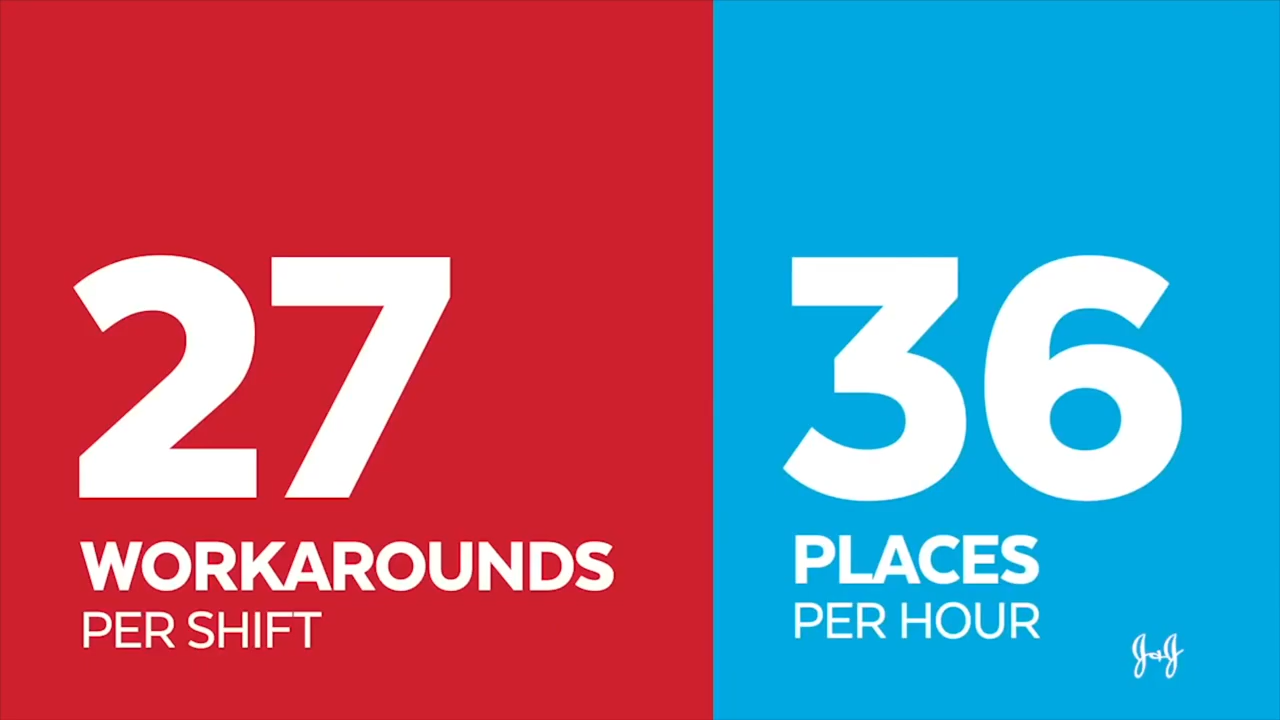 27
WORKAROUNDS
PER SHIFT
36
PLACES
PER HOUR
J&J